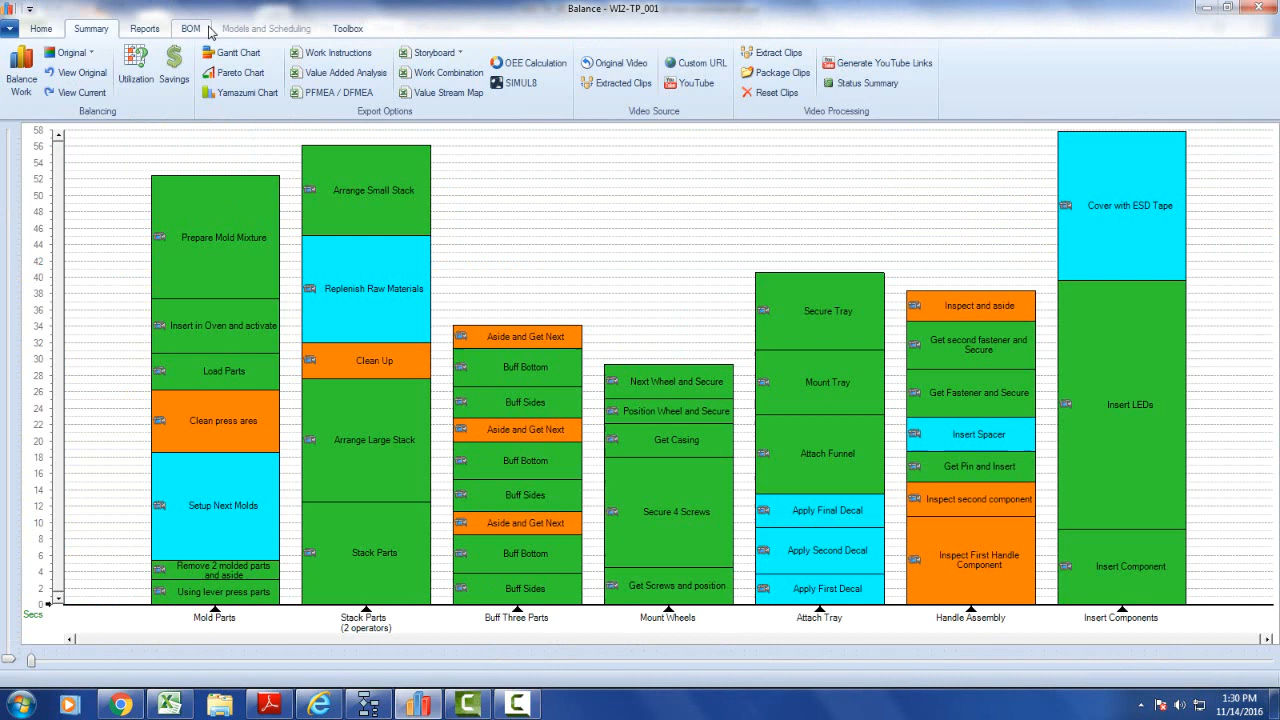 Balance - WI2-TP_001
Home Summary Reports BOM Models and Scheduling Toolbox
Balance Work
Original
View Original
View Current
Utilization
Savings
Balancing
Gantt Chart
Pareto Chart
Yamazumi Chart
Work Instructions
Value Added Analysis
PFMEA / DFMEA
Storyboard
Work Combination
Value Stream Map
OEE Calculation
SIMUL8
Export Options
Original Video
Extracted Clips
Custom URL
YouTube
Video Source
Extract Clips
Package Clips
Reset Clips
Generate YouTube Links
Status Summary
Video Processing
58
56
54
52
50
48
46
44
42
40
38
36
34
32
30
28
26
24
22
20
18
16
14
12
10
8
6
4
2
0
Secs
Prepare Mold Mixture
Insert in Oven and activate
Load Parts
Clean press area
Setup Next Molds
Remove 2 molded parts
and aside
Using lever press parts
Mold Parts
Arrange Small Stack
Replenish Raw Materials
Clean Up
Arrange Large Stack
Stack Parts
Stack Parts
(2 operators)
Aside and Get Next
Buff Bottom
Buff Sides
Aside and Get Next
Buff Bottom
Buff Sides
Aside and Get Next
Buff Bottom
Buff Sides
Buff Three Parts
Next Wheel and Secure
Position Wheel and Secure
Get Casing
Secure 4 Screws
Get Screws and position
Mount Wheels
Secure Tray
Mount Tray
Attach Funnel
Apply Final Decal
Apply Second Decal
Apply First Decal
Attach Tray
Inspect and aside
Get second fastener and
Secure
Get Fastener and Secure
Insert Spacer
Get Pin and Insert
Inspect second component
Inspect First Handle
Component
Handle Assembly
Cover with ESD Tape
Insert LEDs
Insert Component
Insert Components
1:30 PM
11/14/2016